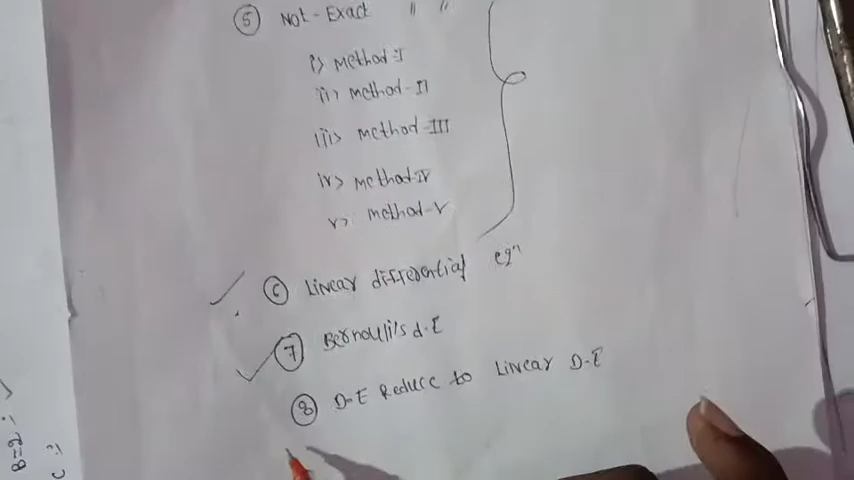 ⑤ Not-Exact " "
i> method-I
ii> method-II
iii> method-III
iv> method-IV
v> method-V
⑥ Linear differential eqn
⑦ Bernoulli's d-E
⑧ D-E Reduce to Linear D-E
B=2:
C: